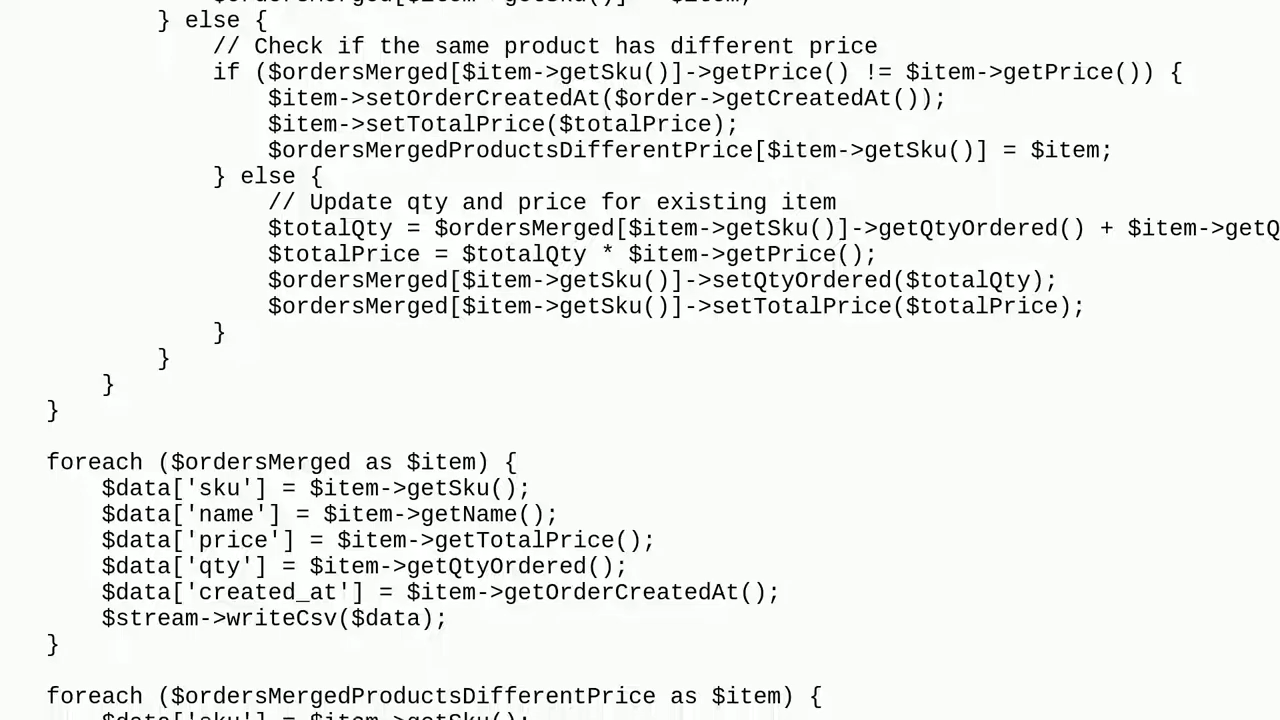 } else {
// Check if the same product has different price
if ($ordersMerged[$item->getSku()]->getPrice() != $item->getPrice()) {
$item->setOrderCreatedAt($order->getCreatedAt());
$item->setTotalPrice($totalPrice);
$ordersMergedProductsDifferentPrice[$item->getSku()] = $item;
} else {
// Update qty and price for existing item
$totalQty = $ordersMerged[$item->getSku()]->getQtyOrdered() + $item->getQ
$totalPrice = $totalQty * $item->getPrice();
$ordersMerged[$item->getSku()]->setQtyOrdered($totalQty);
$ordersMerged[$item->getSku()]->setTotalPrice($totalPrice);
}
}
}
}
foreach ($ordersMerged as $item) {
$data['sku'] = $item->getSku();
$data['name'] = $item->getName();
$data['price'] = $item->getTotalPrice();
$data['qty'] = $item->getQtyOrdered();
$data['created_at'] = $item->getOrderCreatedAt();
$stream->writeCsv($data);
}
foreach ($ordersMergedProductsDifferentPrice as $item) {